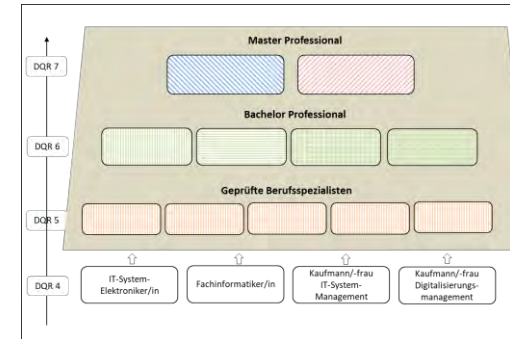 Master Professional
DQR 7
Bachelor Professional
DQR 6
Geprüfte Berufsspezialisten
DQR 5
DQR 4
IT-System-
Elektroniker/in
Fachinformatiker/in
Kaufmann/-frau
IT-System-
Management
Kaufmann/-frau
Digitalisierungs-
management